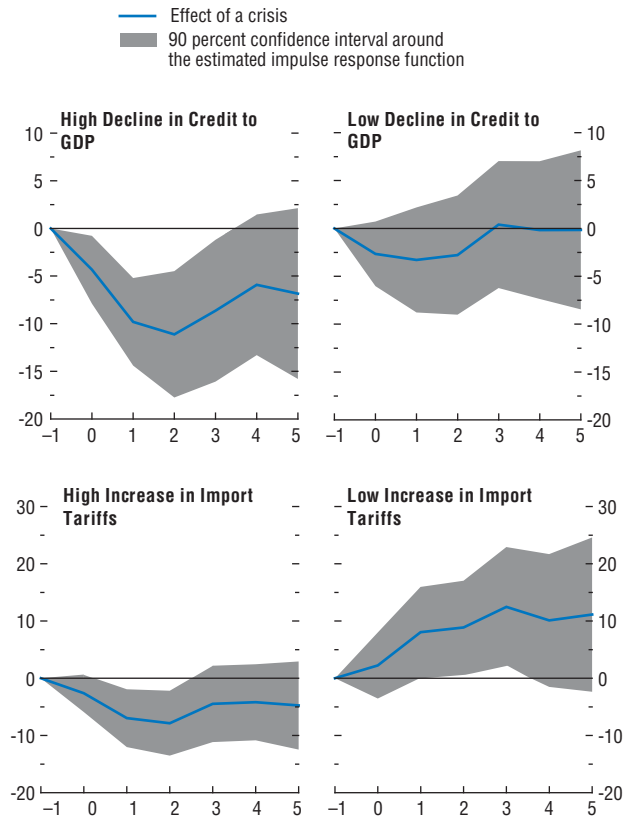 Effect of a crisis
90 percent confidence interval around
the estimated impulse response function
High Decline in Credit to
GDP
10
5
0
-5
-10
-15
-20
–1 0 1 2 3 4 5
Low Decline in Credit to
GDP
10
5
0
-5
-10
-15
-20
–1 0 1 2 3 4 5
High Increase in Import
Tariffs
30
20
10
0
-10
-20
–1 0 1 2 3 4 5
Low Increase in Import
Tariffs
30
20
10
0
-10
-20
–1 0 1 2 3 4 5